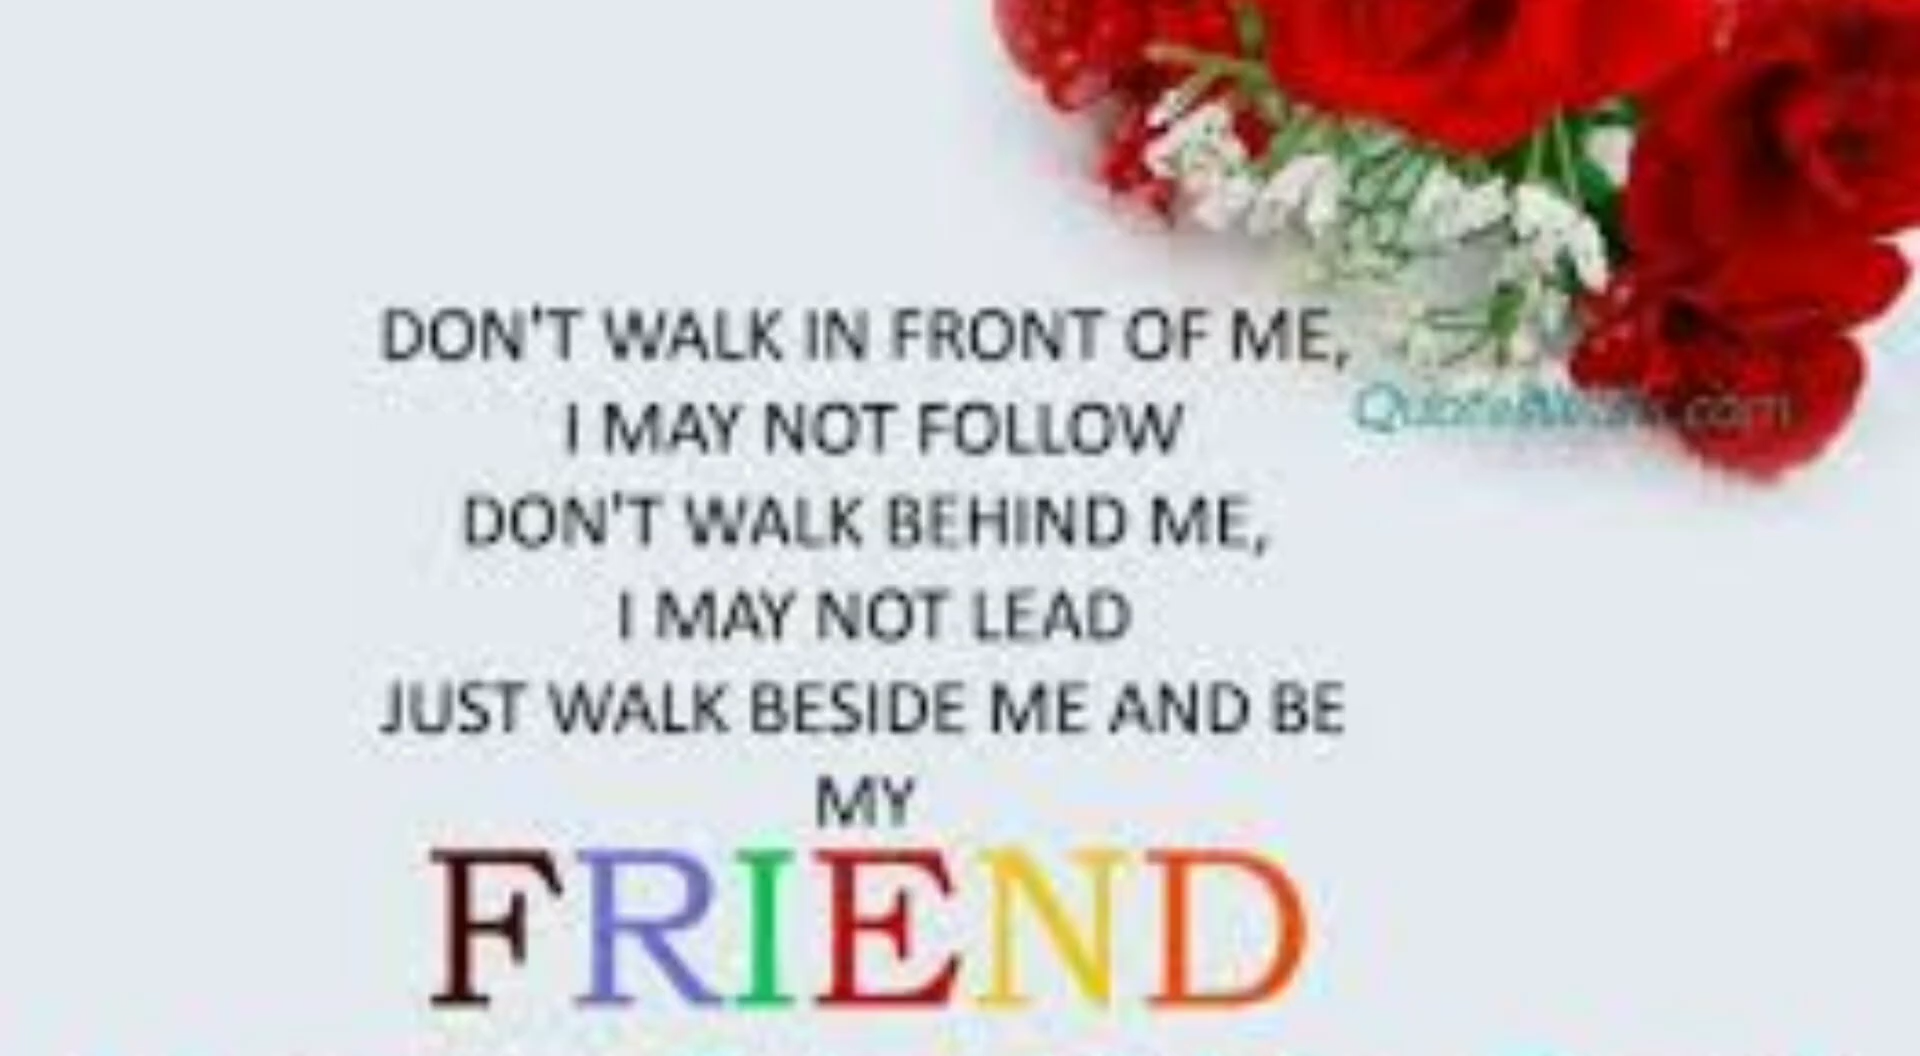 DON'T WALK IN FRONT OF ME,
I MAY NOT FOLLOW
DON'T WALK BEHIND ME,
I MAY NOT LEAD
JUST WALK BESIDE ME AND BE
MY
FRIEND